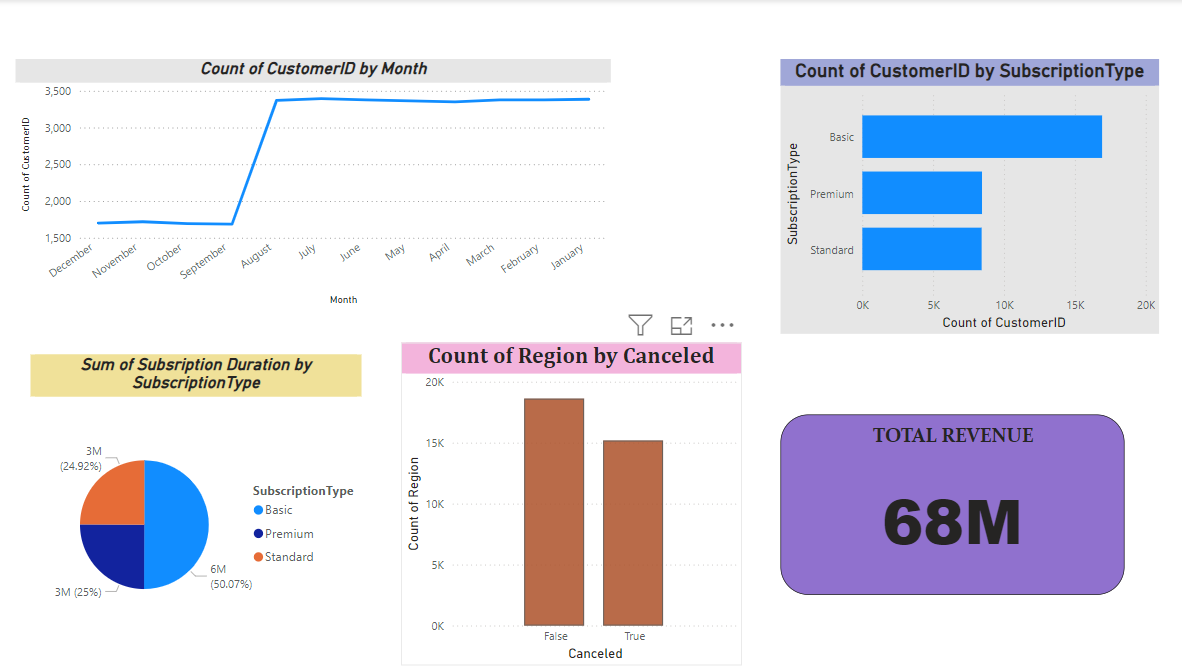 Count of CustomerID by Month
Count of CustomerID
3,500
3,000
2,500
2,000
1,500
December
November
October
September
August
July
June
May
April
March
February
January
Month
Count of CustomerID by SubscriptionType
SubscriptionType
Basic
Premium
Standard
0K
5K
10K
15K
20K
Count of CustomerID
Sum of Subsription Duration by
SubscriptionType
3M
(24.92%)
3M (25%)
6M
(50.07%)
SubscriptionType
Basic
Premium
Standard
Count of Region by Canceled
Count of Region
20K
15K
10K
5K
0K
False
True
Canceled
TOTAL REVENUE
68M